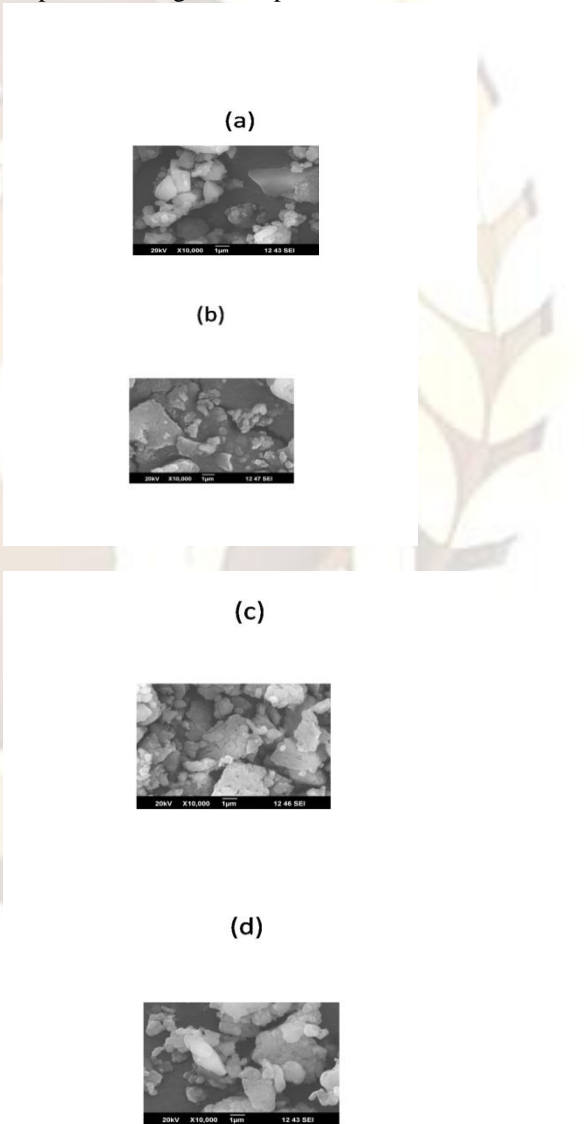 (a)
20kV X10,000 1µm 12 43 SEI
(b)
20kV X10,000 1µm 12 47 SEI
(c)
20kV X10,000 1µm 12 46 SEI
(d)
20kV X10,000 1µm 12 43 SEI